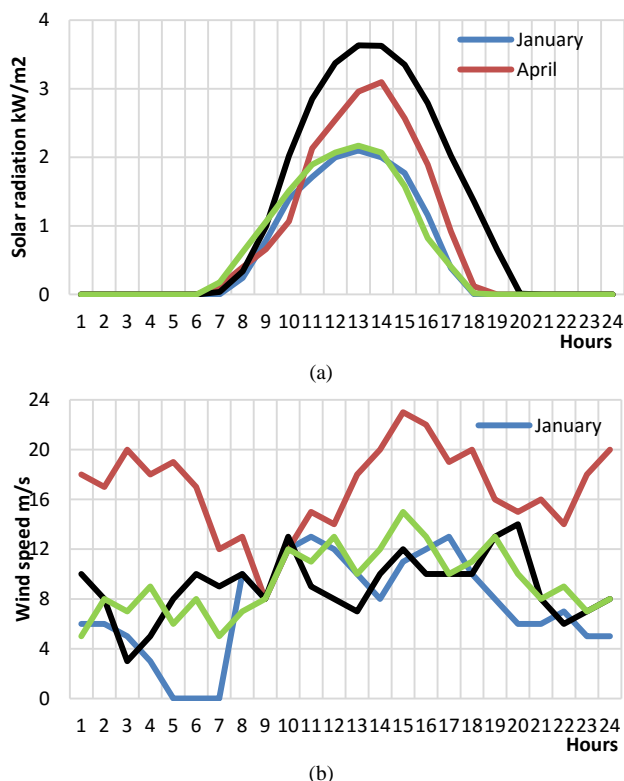 Solar radiation kW/m2
4
3
2
1
0
January
April
1 2 3 4 5 6 7 8 9 10 11 12 13 14 15 16 17 18 19 20 21 22 23 24
Hours
(a)
Wind speed m/s
24
20
16
12
8
4
0
January
1 2 3 4 5 6 7 8 9 10 11 12 13 14 15 16 17 18 19 20 21 22 23 24
Hours
(b)